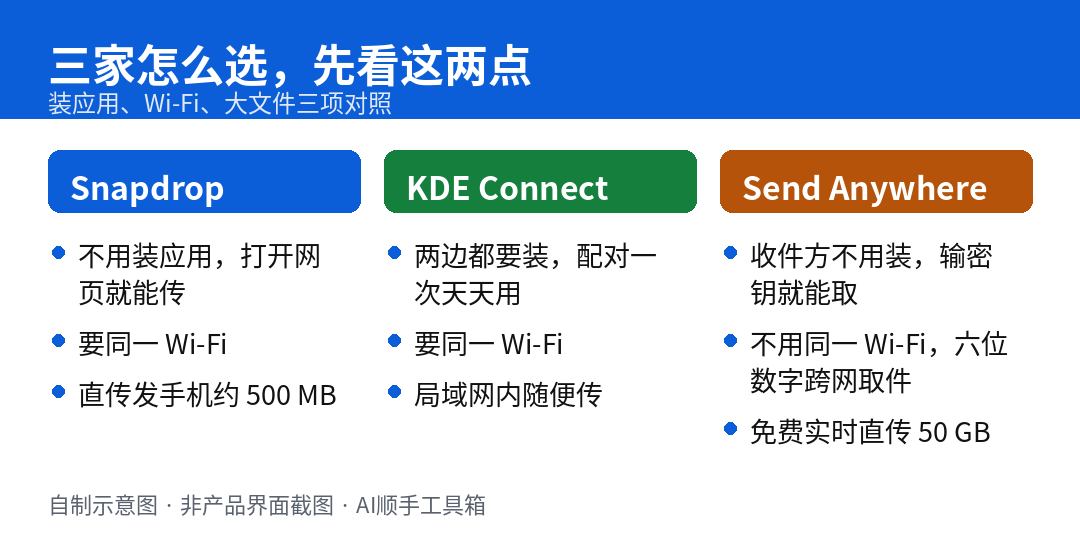 三家怎么选，先看这两点
装应用、Wi-Fi、大文件三项对照
Snapdrop
不用装应用，打开网
页就能传
要同一 Wi-Fi
直传发手机约 500 MB
KDE Connect
两边都要装，配对一
次天天用
要同一 Wi-Fi
局域网内随便传
Send Anywhere
收件方不用装，输密
钥就能取
不用同一 Wi-Fi，六位
数字跨网取件
免费实时直传 50 GB
自制示意图 · 非产品界面截图 · AI顺手工具箱